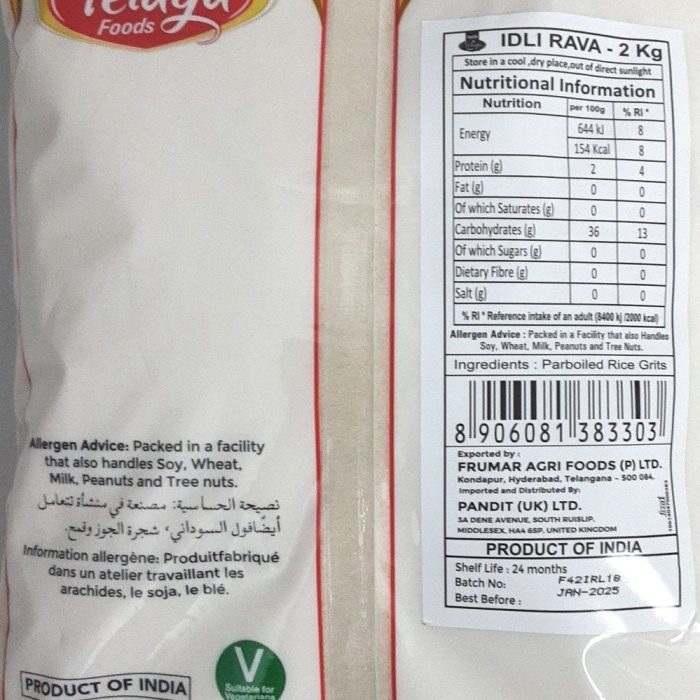 Telugu
Foods
Allergen Advice: Packed in a facility
that also handles Soy, Wheat,
Milk, Peanuts and Tree nuts.
نصيحة الحساسية: مصنعة في منشأة تتعامل
أيضافول السوداني، شجرة الجوز وقمح.
Information allergène: Produitfabriqué
dans un atelier travaillant les
arachides, le soja, le blé.
PRODUCT OF INDIA
V
Suitable for
Vegetarians
IDLI RAVA - 2 Kg
Store in a cool ,dry place,out of direct sunlight
Nutritional Information
Nutrition per 100g % RI*
Energy 644 kJ 8
154 Kcal 8
Protein (g) 2 4
Fat (g) 0 0
Of which Saturates (g) 0 0
Carbohydrates (g) 36 13
Of which Sugars (g) 0 0
Dietary Fibre (g) 0 0
Salt (g) 0 0
% RI * Reference intake of an adult (8400 kj /2000 kcal)
Allergen Advice : Packed in a Facility that also Handles
Soy, Wheat, Milk, Peanuts and Tree Nuts.
Ingredients : Parboiled Rice Grits
8 906081 383303
Exported by :
FRUMAR AGRI FOODS (P) LTD.
Kondapur, Hyderabad, Telangana - 500 084.
Imported and Distributed By:
PANDIT (UK) LTD.
3A DENE AVENUE, SOUTH RUISLIP,
MIDDLESEX, HA4 6SP, UNITED KINGDOM
PRODUCT OF INDIA
Shelf Life : 24 months
Batch No: F42IRL18
Best Before : JAN-2025